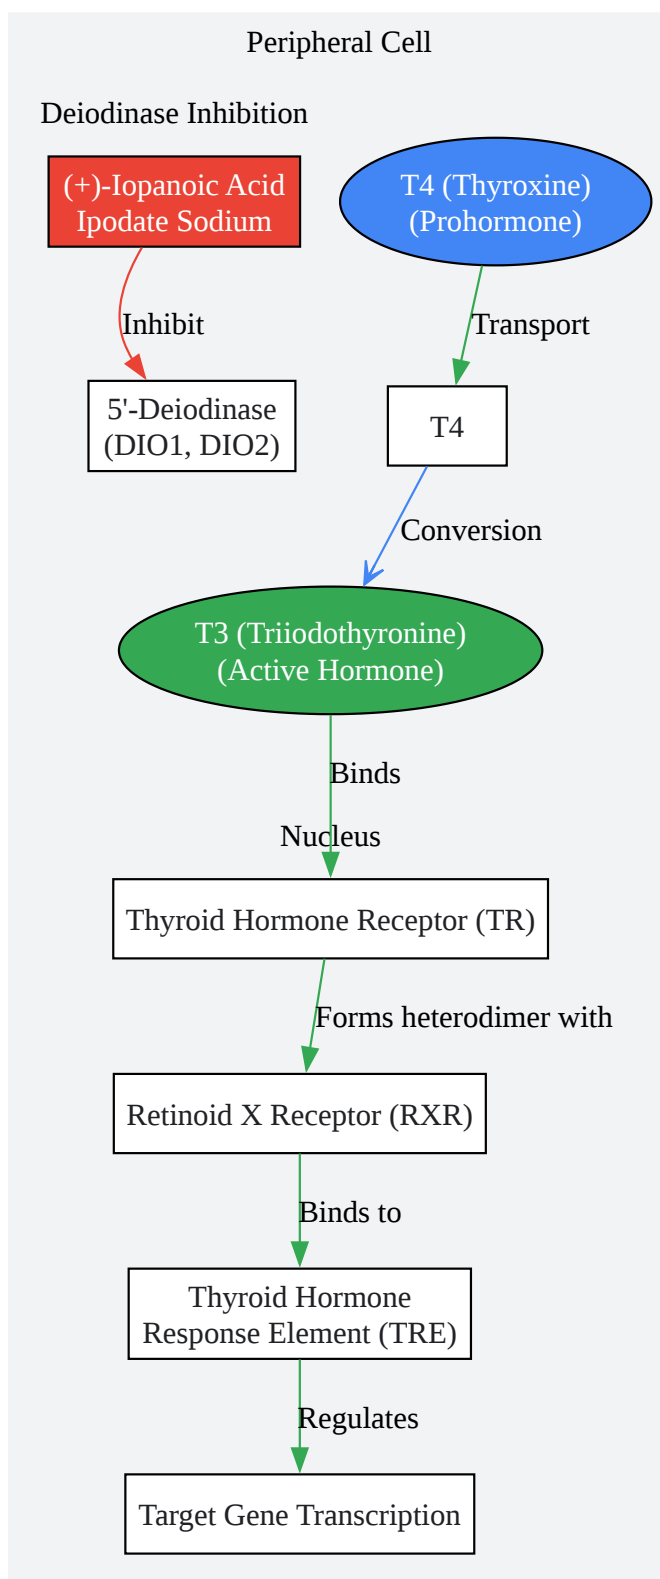 Peripheral Cell
Deiodinase Inhibition
(+)-Iopanoic Acid
Ipodate Sodium
T4 (Thyroxine)
(Prohormone)
Inhibit
Transport
5'-Deiodinase
(DIO1, DIO2)
T4
Conversion
T3 (Triiodothyronine)
(Active Hormone)
Binds
Nucleus
Thyroid Hormone Receptor (TR)
Forms heterodimer with
Retinoid X Receptor (RXR)
Binds to
Thyroid Hormone
Response Element (TRE)
Regulates
Target Gene Transcription